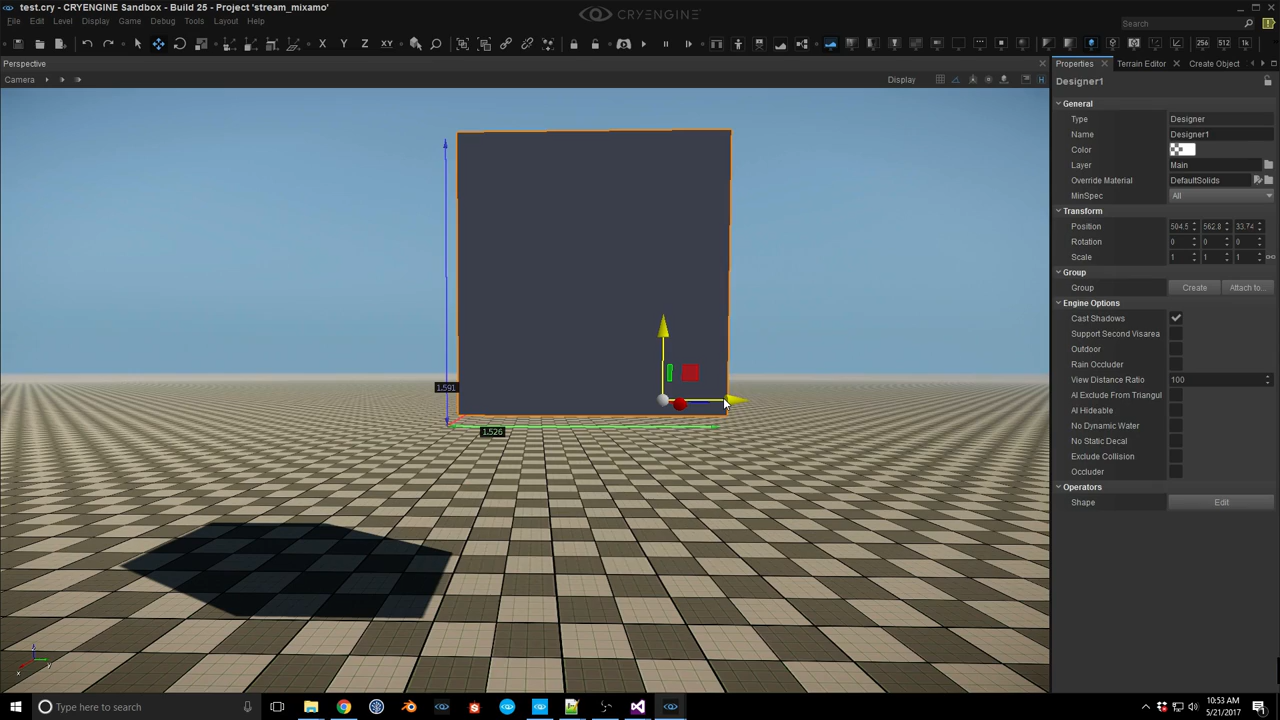 test.cry - CRYENGINE Sandbox - Build 25 - Project 'stream_mixamo'
CRYENGINE
File Edit Level Display Game Debug Tools Layout Help
Search
X Y Z XY
256 512 1k
Perspective
Properties Terrain Editor Create Object
Camera
Display
Designer1
General
Type Designer
Name Designer1
Color
Layer Main
Override Material DefaultSolids
MinSpec All
Transform
Position 504.5 562.8 33.74
Rotation 0 0 0
Scale 1 1 1
Group
Group Create Attach to...
Engine Options
Cast Shadows
Support Second Visarea
Outdoor
Rain Occluder
View Distance Ratio 100
AI Exclude From Triangul
AI Hideable
No Dynamic Water
No Static Decal
Exclude Collision
Occluder
Operators
Shape Edit
1.591
1.526
z
y
x
Type here to search
10:53 AM
5/21/2017